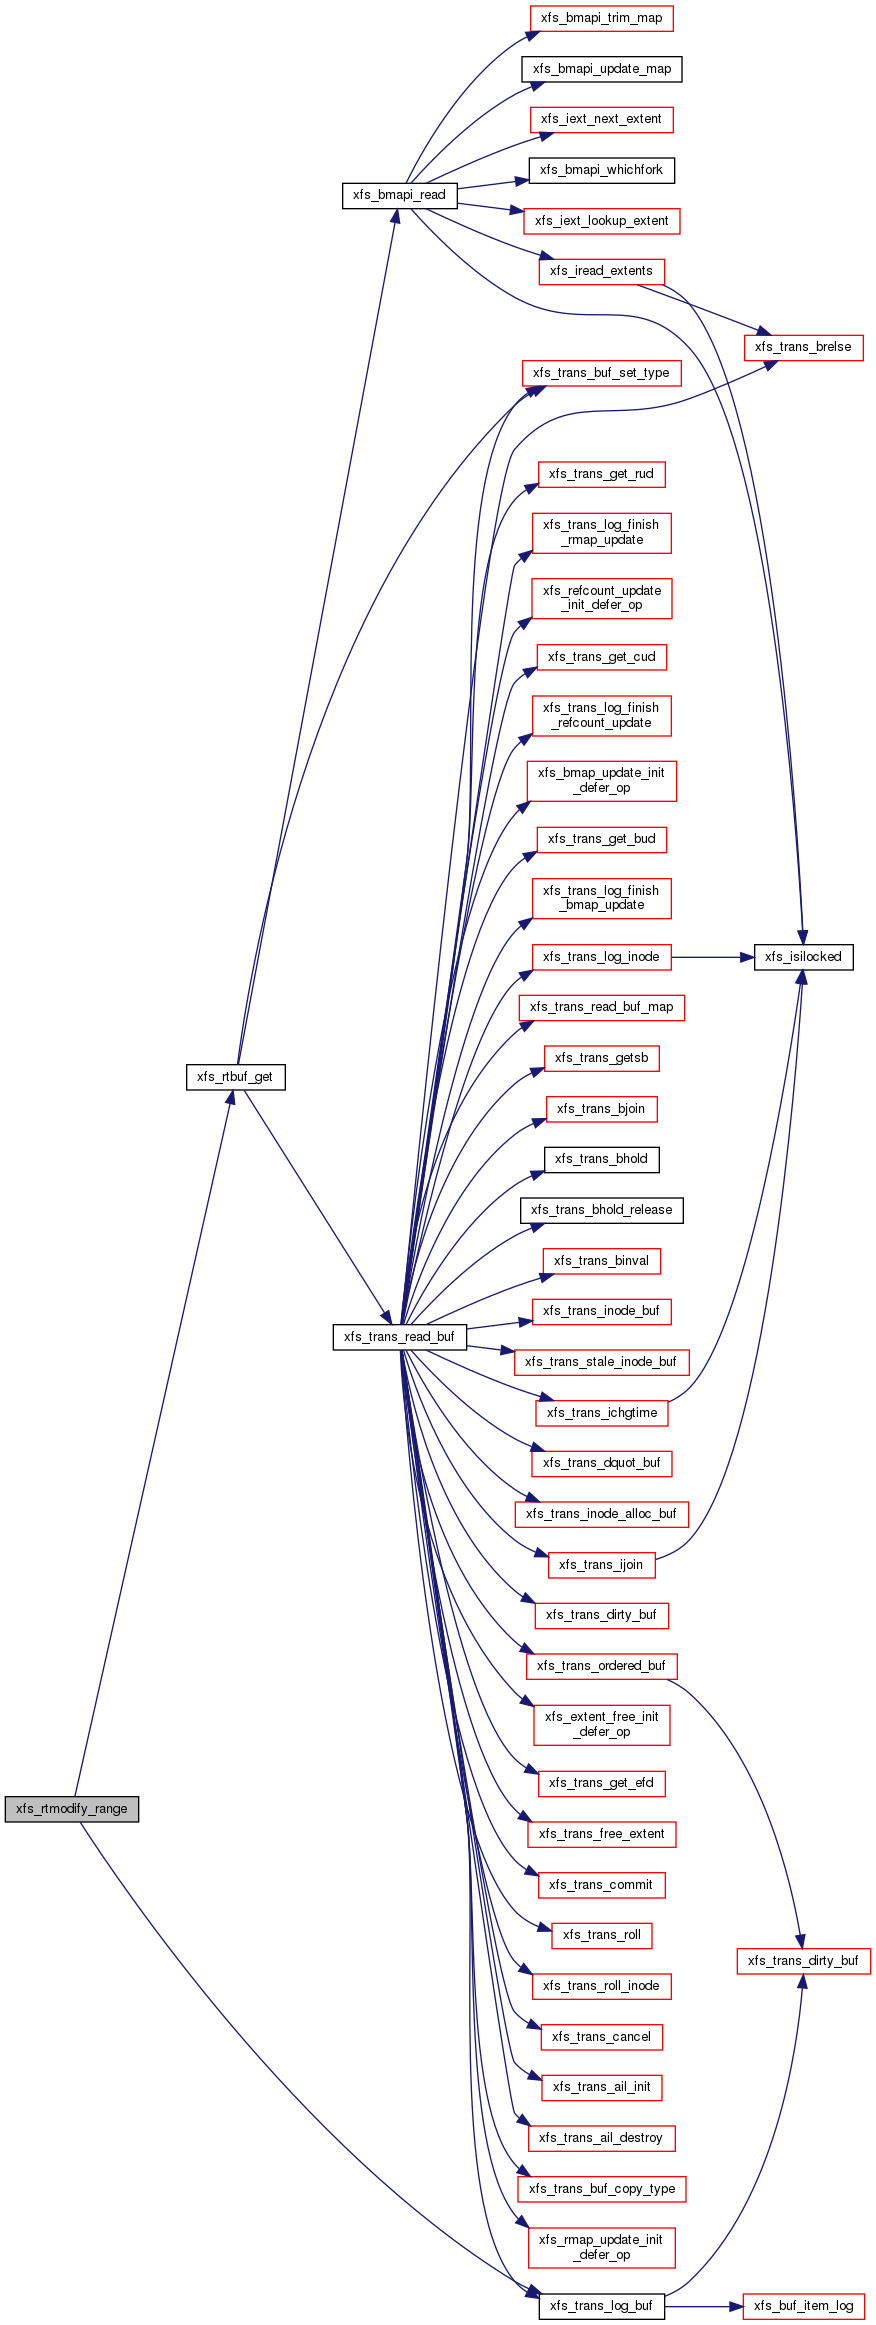 xfs_bmapi_trim_map
xfs_bmapi_update_map
xfs_iext_next_extent
xfs_bmapi_whichfork
xfs_bmapi_read
xfs_iext_lookup_extent
xfs_iread_extents
xfs_trans_brelse
xfs_trans_buf_set_type
xfs_trans_get_rud
xfs_trans_log_finish
_rmap_update
xfs_refcount_update
_init_defer_op
xfs_trans_get_cud
xfs_trans_log_finish
_refcount_update
xfs_bmap_update_init
_defer_op
xfs_trans_get_bud
xfs_trans_log_finish
_bmap_update
xfs_trans_log_inode
xfs_isilocked
xfs_trans_read_buf_map
xfs_trans_getsb
xfs_rtbuf_get
xfs_trans_bjoin
xfs_trans_bhold
xfs_trans_bhold_release
xfs_trans_binval
xfs_trans_inode_buf
xfs_trans_read_buf
xfs_trans_stale_inode_buf
xfs_trans_ichgtime
xfs_trans_dquot_buf
xfs_trans_inode_alloc_buf
xfs_trans_ijoin
xfs_trans_dirty_buf
xfs_trans_ordered_buf
xfs_extent_free_init
_defer_op
xfs_trans_get_efd
xfs_rtmodify_range
xfs_trans_free_extent
xfs_trans_commit
xfs_trans_roll
xfs_trans_dirty_buf
xfs_trans_roll_inode
xfs_trans_cancel
xfs_trans_ail_init
xfs_trans_ail_destroy
xfs_trans_buf_copy_type
xfs_rmap_update_init
_defer_op
xfs_trans_log_buf
xfs_buf_item_log